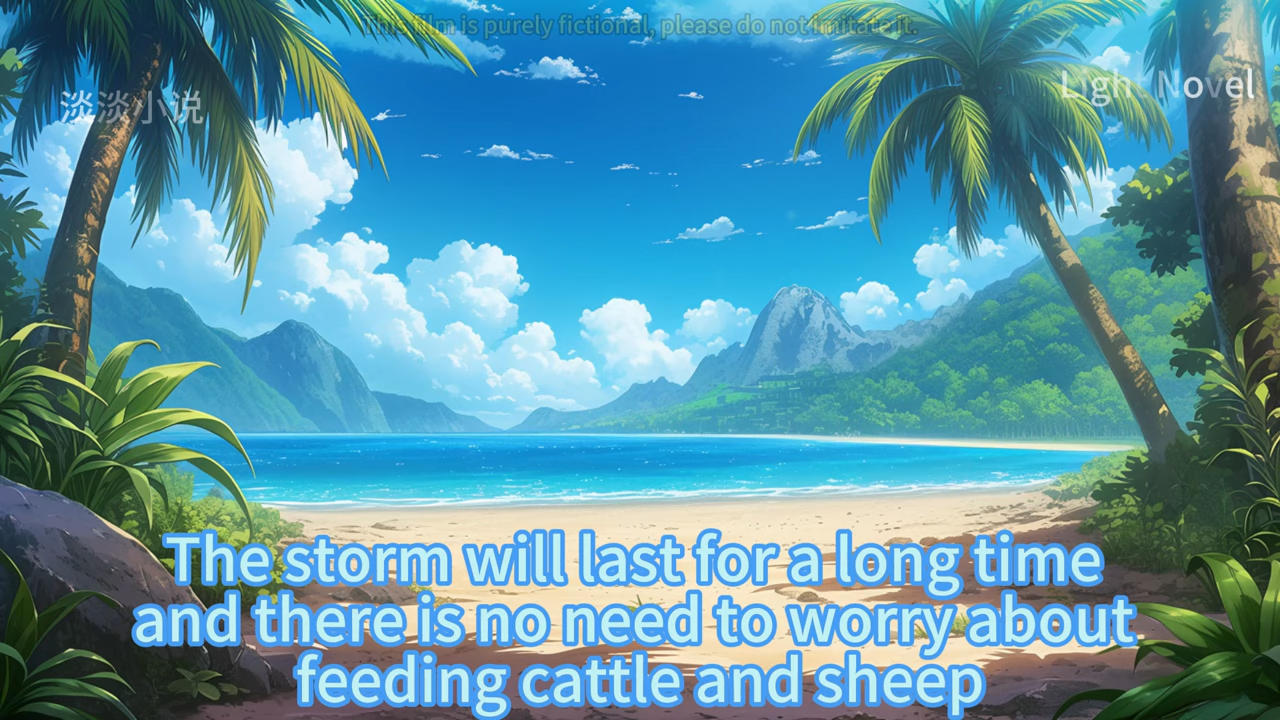 This film is purely fictional, please do not imitate it.
淡淡小说
Light Novel
The storm will last for a long time
and there is no need to worry about
feeding cattle and sheep